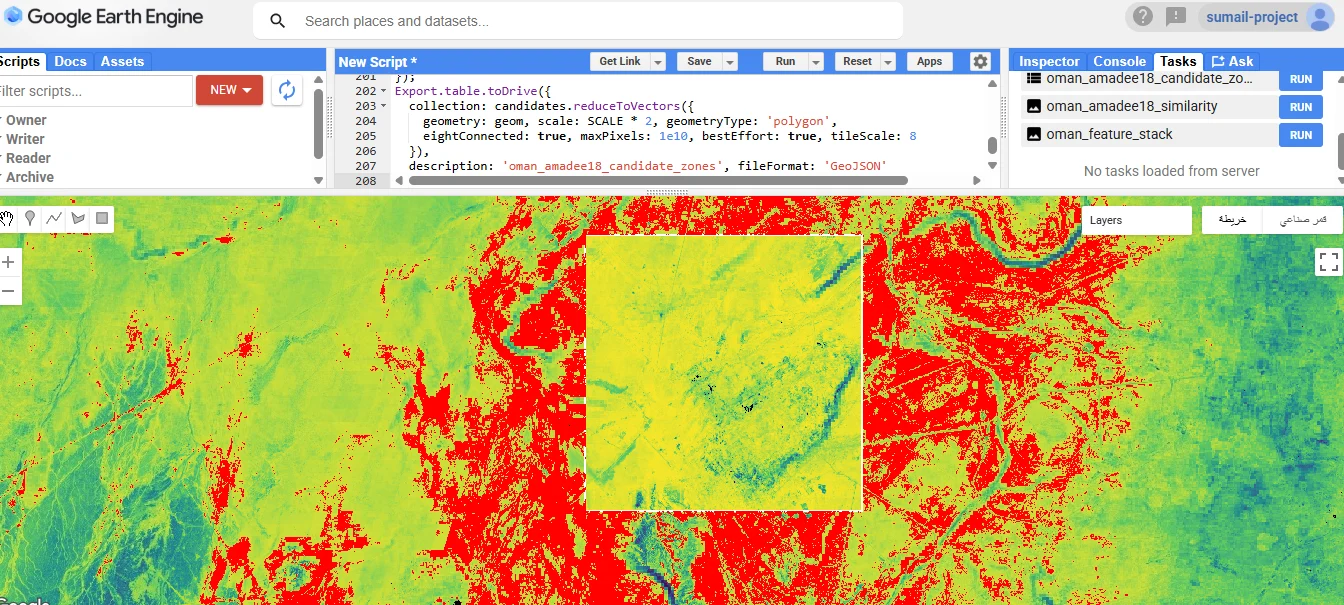 Google Earth Engine
Search places and datasets...
sumail-project
Scripts Docs Assets
Filter scripts...
NEW
Owner
Writer
Reader
Archive
New Script *
Get Link Save Run Reset Apps
201 });
202 Export.table.toDrive({
203 collection: candidates.reduceToVectors({
204 geometry: geom, scale: SCALE * 2, geometryType: 'polygon',
205 eightConnected: true, maxPixels: 1e10, bestEffort: true, tileScale: 8
206 }),
207 description: 'oman_amadee18_candidate_zones', fileFormat: 'GeoJSON'
208
Inspector Console Tasks Ask
oman_amadee18_candidate_zo... RUN
oman_amadee18_similarity RUN
oman_feature_stack RUN
No tasks loaded from server
Layers
خريطة
قمر صناعي
Google